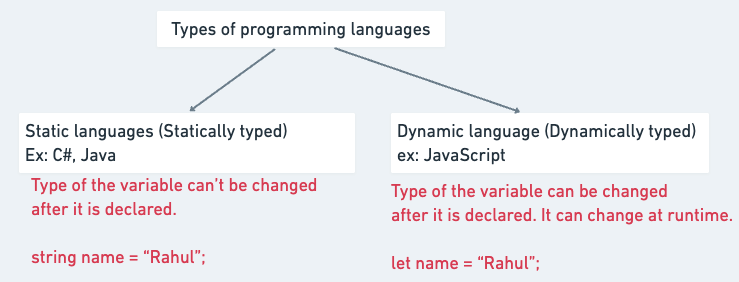 Types of programming languages
Static languages (Statically typed)
Ex: C#, Java
Type of the variable can’t be changed
after it is declared.
string name = “Rahul”;
Dynamic language (Dynamically typed)
ex: JavaScript
Type of the variable can be changed
after it is declared. It can change at runtime.
let name = “Rahul”;